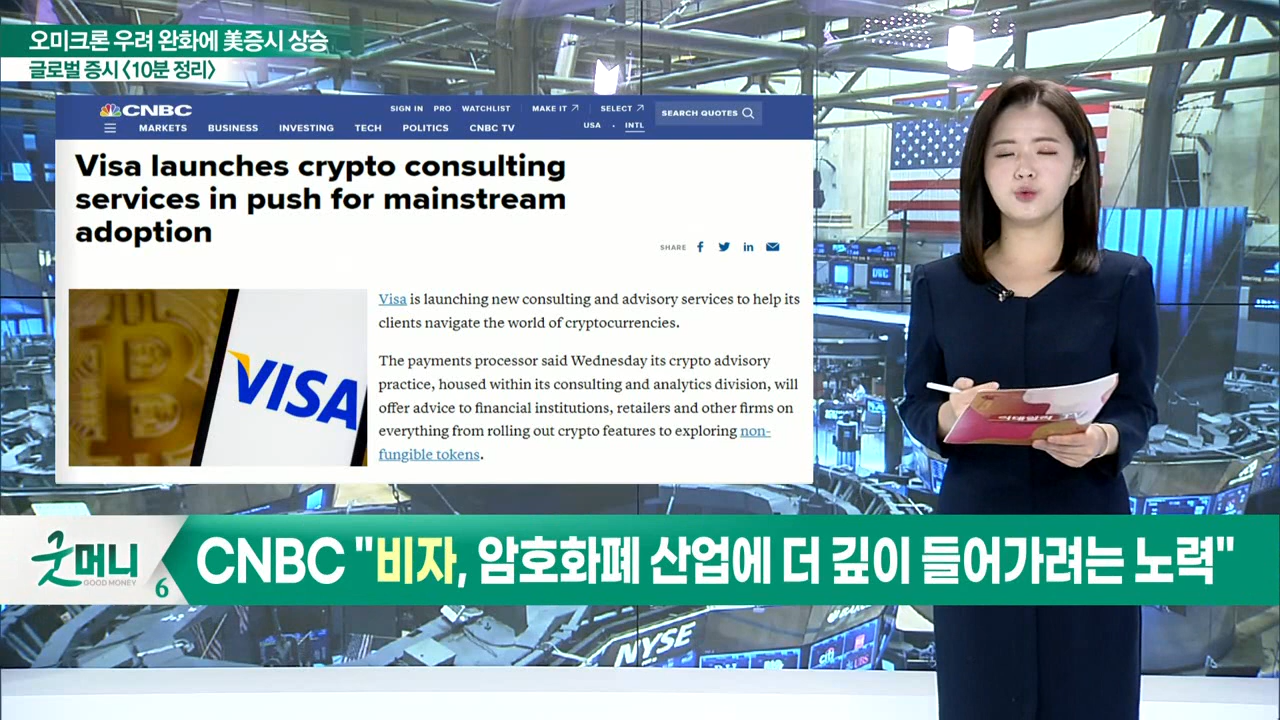 오미크론 우려 완화에 美증시 상승
글로벌 증시 <10분 정리>
CNBC
SIGN IN PRO WATCHLIST MAKE IT SELECT
USA · INTL
SEARCH QUOTES
MARKETS BUSINESS INVESTING TECH POLITICS CNBC TV
Visa launches crypto consulting
services in push for mainstream
adoption
SHARE
VISA
Visa is launching new consulting and advisory services to help its
clients navigate the world of cryptocurrencies.
The payments processor said Wednesday its crypto advisory
practice, housed within its consulting and analytics division, will
offer advice to financial institutions, retailers and other firms on
everything from rolling out crypto features to exploring non-
fungible tokens.
굿머니
GOOD MONEY
6
CNBC "비자, 암호화폐 산업에 더 깊이 들어가려는 노력"
NYSE
citi